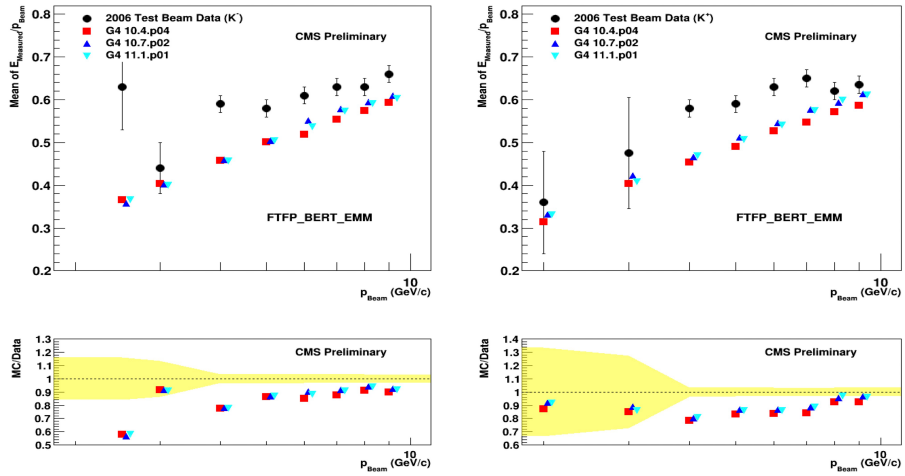 2006 Test Beam Data (K⁻)
G4 10.4.p04
G4 10.7.p02
G4 11.1.p01
CMS Preliminary
FTFP_BERT_EMM
Mean of E_Measured/p_Beam
0.8
0.7
0.6
0.5
0.4
0.3
0.2
10
p_Beam (GeV/c)
2006 Test Beam Data (K⁺)
G4 10.4.p04
G4 10.7.p02
G4 11.1.p01
CMS Preliminary
FTFP_BERT_EMM
Mean of E_Measured/p_Beam
0.8
0.7
0.6
0.5
0.4
0.3
0.2
10
p_Beam (GeV/c)
CMS Preliminary
MC/Data
1.4
1.3
1.2
1.1
1
0.9
0.8
0.7
0.6
0.5
10
p_Beam (GeV/c)
CMS Preliminary
MC/Data
1.4
1.3
1.2
1.1
1
0.9
0.8
0.7
0.6
10
p_Beam (GeV/c)